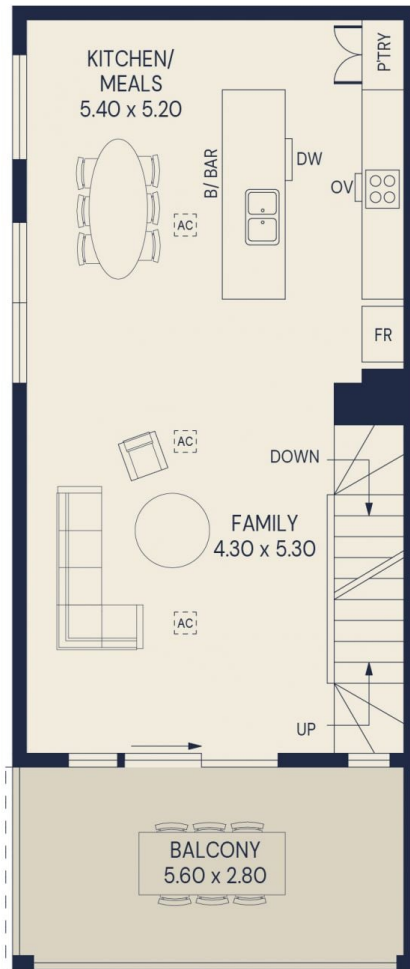 KITCHEN/
MEALS
5.40 x 5.20
P'TRY
B/ BAR
DW
OV
AC
FR
AC
DOWN
FAMILY
4.30 x 5.30
AC
UP
BALCONY
5.60 x 2.80